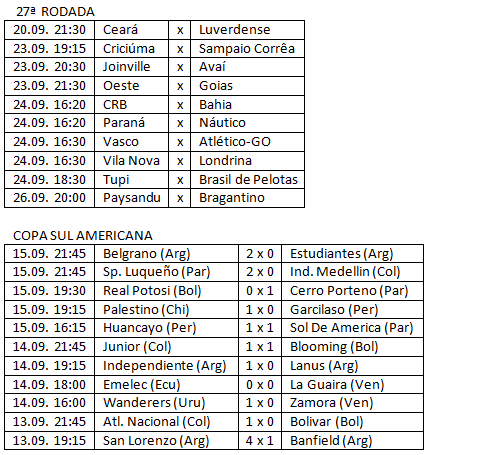 27ª RODADA
20.09. 21:30 Ceará x Luverdense
23.09. 19:15 Criciúma x Sampaio Corrêa
23.09. 20:30 Joinville x Avaí
23.09. 21:30 Oeste x Goias
24.09. 16:20 CRB x Bahia
24.09. 16:20 Paraná x Náutico
24.09. 16:30 Vasco x Atlético-GO
24.09. 16:30 Vila Nova x Londrina
24.09. 18:30 Tupi x Brasil de Pelotas
26.09. 20:00 Paysandu x Bragantino
COPA SUL AMERICANA
15.09. 21:45 Belgrano (Arg) 2 x 0 Estudiantes (Arg)
15.09. 21:45 Sp. Luqueño (Par) 2 x 0 Ind. Medellin (Col)
15.09. 19:30 Real Potosi (Bol) 0 x 1 Cerro Porteno (Par)
15.09. 19:15 Palestino (Chi) 1 x 0 Garcilaso (Per)
15.09. 16:15 Huancayo (Per) 1 x 1 Sol De America (Par)
14.09. 21:45 Junior (Col) 1 x 1 Blooming (Bol)
14.09. 19:15 Independiente (Arg) 1 x 0 Lanus (Arg)
14.09. 18:00 Emelec (Ecu) 0 x 0 La Guaira (Ven)
14.09. 16:00 Wanderers (Uru) 1 x 0 Zamora (Ven)
13.09. 21:45 Atl. Nacional (Col) 1 x 0 Bolivar (Bol)
13.09. 19:15 San Lorenzo (Arg) 4 x 1 Banfield (Arg)